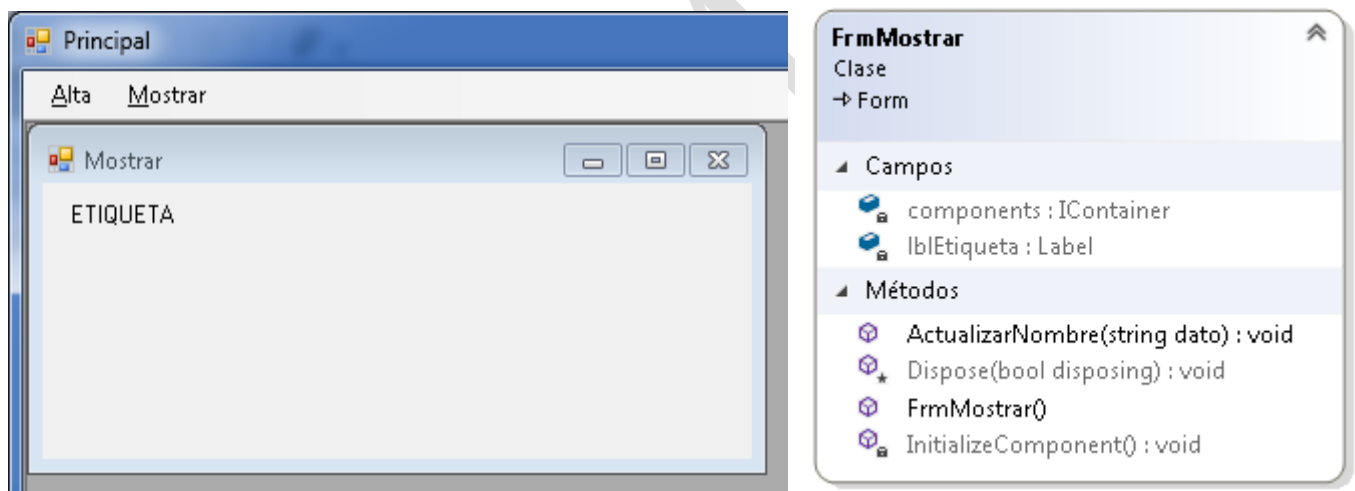 Principal
Alta Mostrar
Mostrar
ETIQUETA
FrmMostrar
Clase
Form
Campos
components : IContainer
lblEtiqueta : Label
Métodos
ActualizarNombre(string dato) : void
Dispose(bool disposing) : void
FrmMostrar()
InitializeComponent() : void